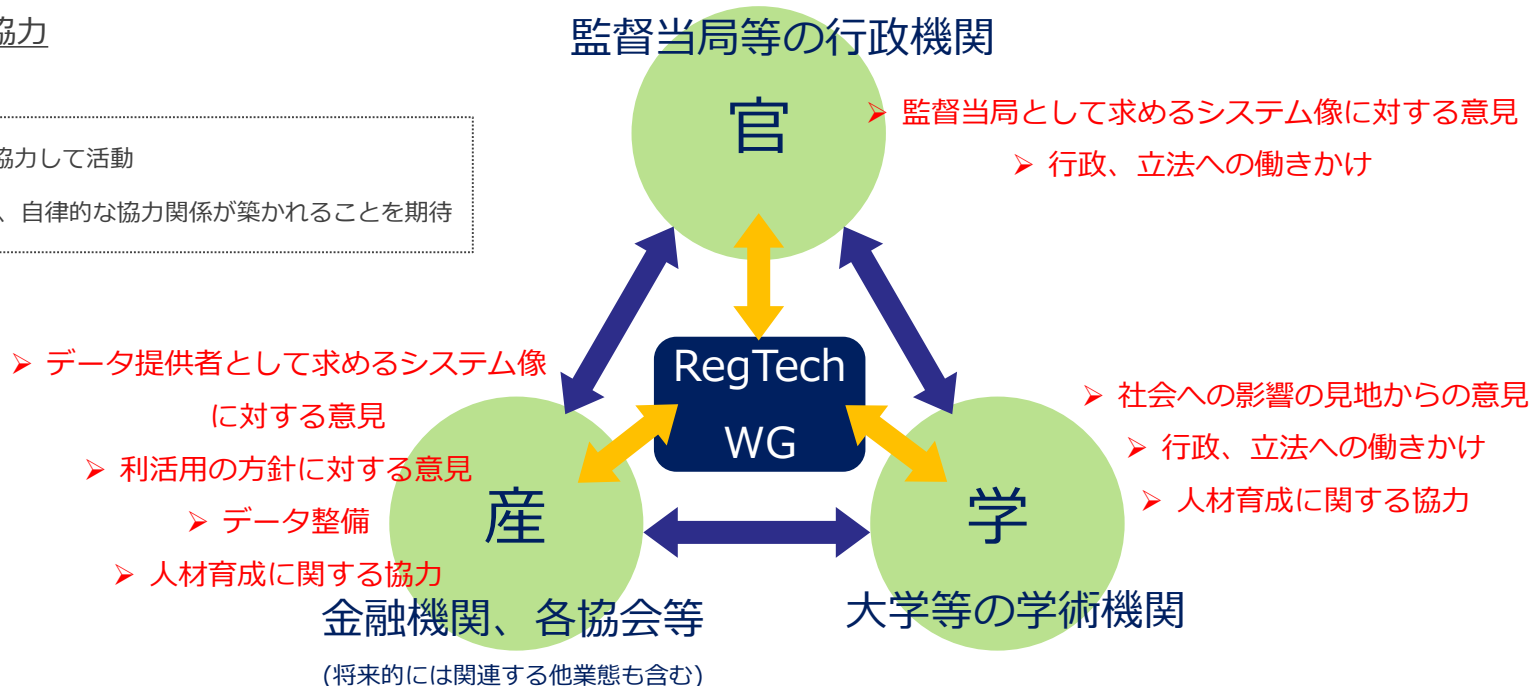 協力
監督当局等の行政機関
官
➢ 監督当局として求めるシステム像に対する意見
➢ 行政、立法への働きかけ
協力して活動
、自律的な協力関係が築かれることを期待
➢ データ提供者として求めるシステム像
に対する意見
➢ 利活用の方針に対する意見
➢ データ整備
➢ 人材育成に関する協力
RegTech
WG
➢ 社会への影響の見地からの意見
➢ 行政、立法への働きかけ
➢ 人材育成に関する協力
産
学
金融機関、各協会等
(将来的には関連する他業態も含む)
大学等の学術機関